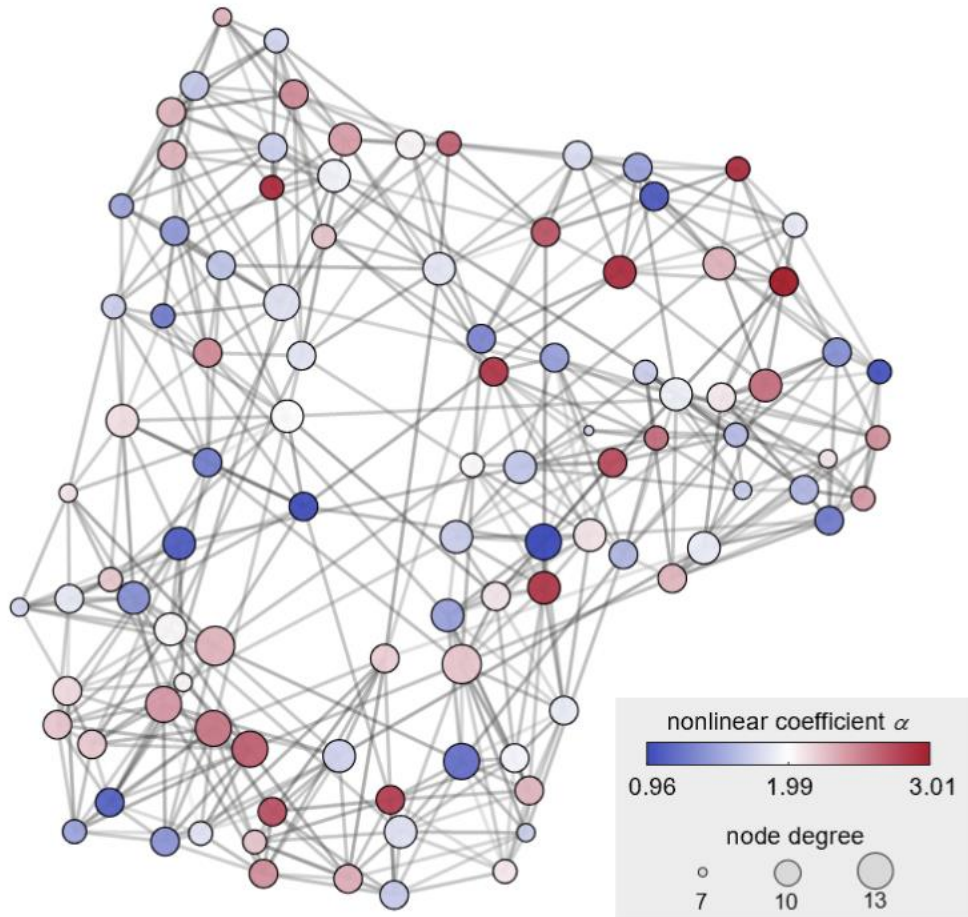 nonlinear coefficient α
0.96 1.99 3.01
node degree
7 10 13